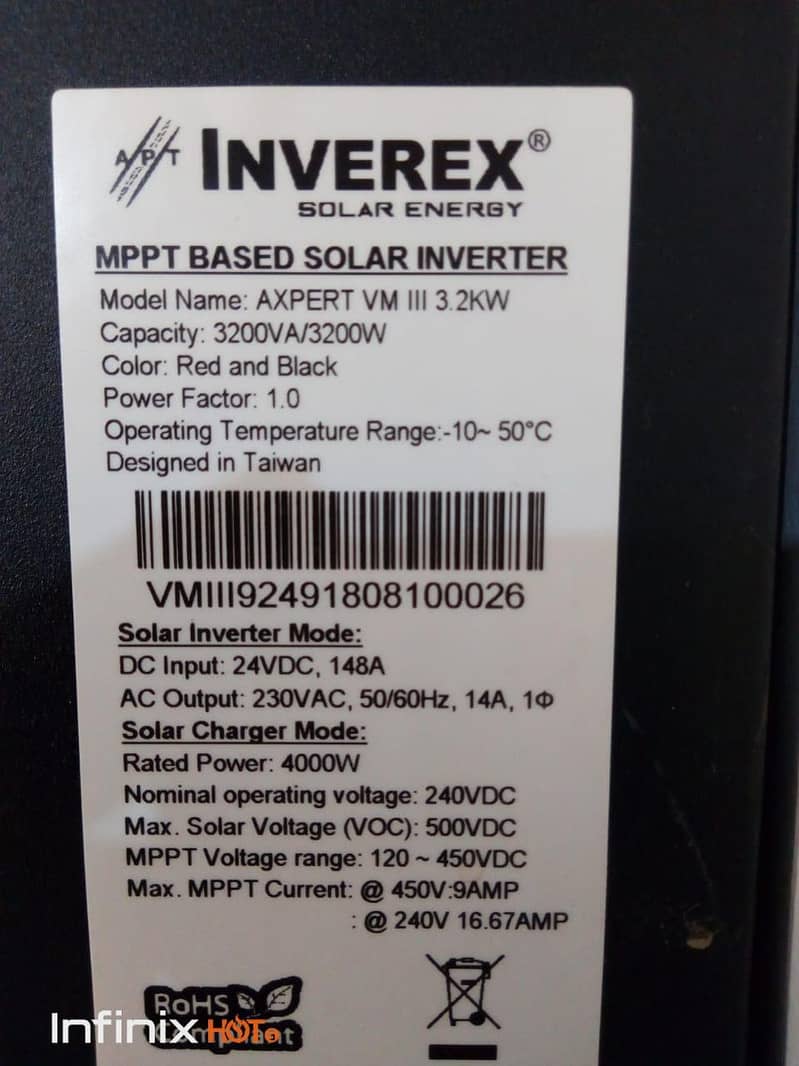 APT INVEREX®
SOLAR ENERGY
MPPT BASED SOLAR INVERTER
Model Name: AXPERT VM III 3.2KW
Capacity: 3200VA/3200W
Color: Red and Black
Power Factor: 1.0
Operating Temperature Range:-10~ 50°C
Designed in Taiwan
VMIII92491808100026
Solar Inverter Mode:
DC Input: 24VDC, 148A
AC Output: 230VAC, 50/60Hz, 14A, 1Φ
Solar Charger Mode:
Rated Power: 4000W
Nominal operating voltage: 240VDC
Max. Solar Voltage (VOC): 500VDC
MPPT Voltage range: 120 ~ 450VDC
Max. MPPT Current: @ 450V:9AMP
: @ 240V 16.67AMP
RoHS
Compliant
Infinix HOT